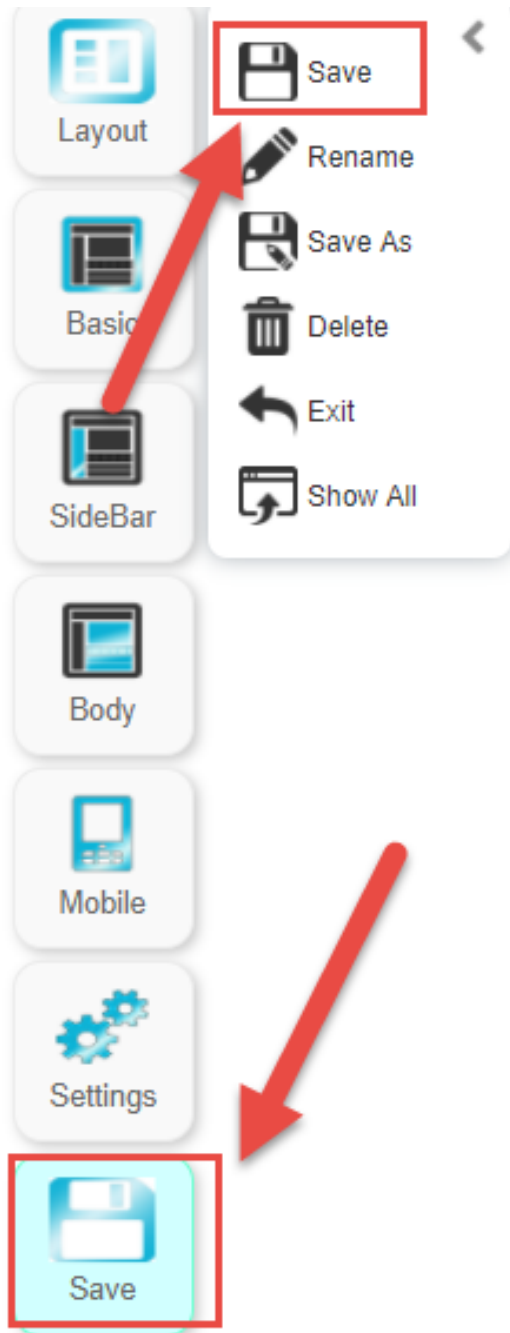 Layout
Basic
SideBar
Body
Mobile
Settings
Save
Save
Rename
Save As
Delete
Exit
Show All